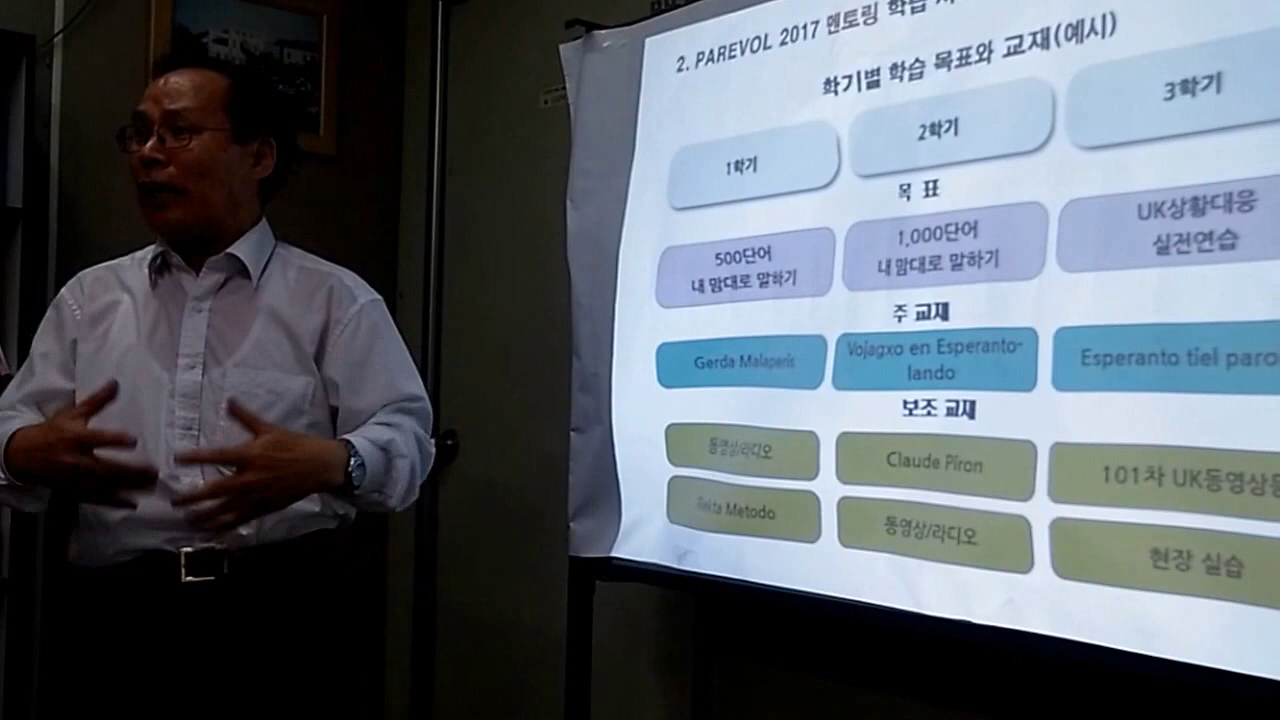 2. PAREVOL 2017 멘토링 학습
학기별 학습 목표와 교재(예시)
1학기
2학기
3학기
목 표
500단어
내 맘대로 말하기
1,000단어
내 맘대로 말하기
UK상황대응
실전연습
주 교재
Gerda Malaperis
Vojagxo en Esperanto-
lando
Esperanto tiel paro
보조 교재
동영상/라디오
Claude Piron
101차 UK동영상등
Rekta Metodo
동영상/라디오
현장 실습